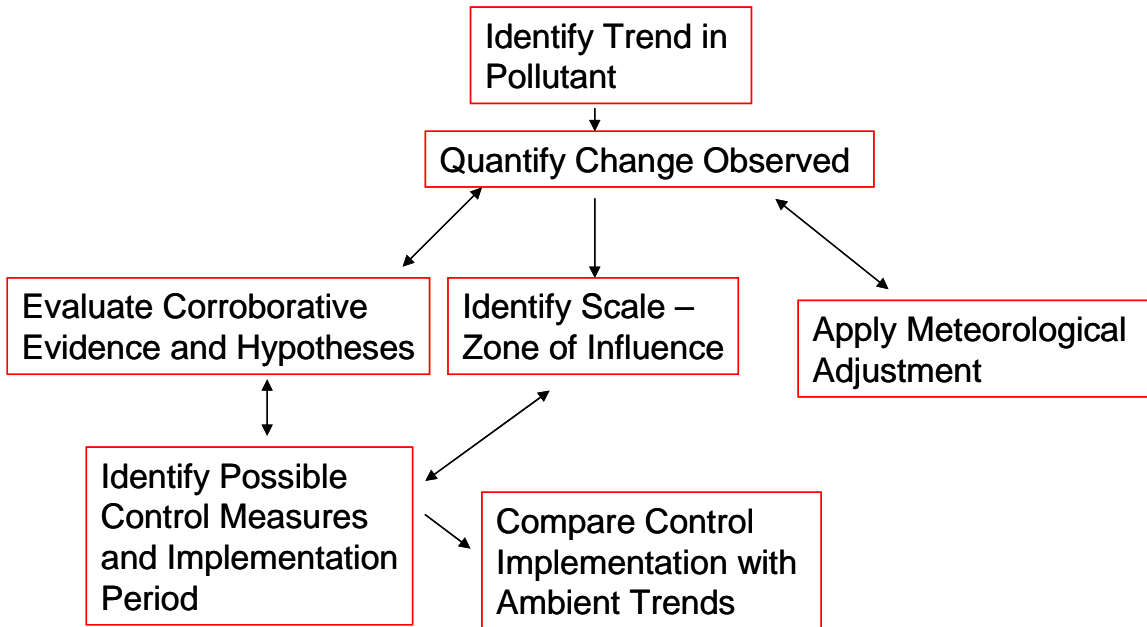 Identify Trend in
Pollutant
Quantify Change Observed
Evaluate Corroborative
Evidence and Hypotheses
Identify Scale –
Zone of Influence
Apply Meteorological
Adjustment
Identify Possible
Control Measures
and Implementation
Period
Compare Control
Implementation with
Ambient Trends